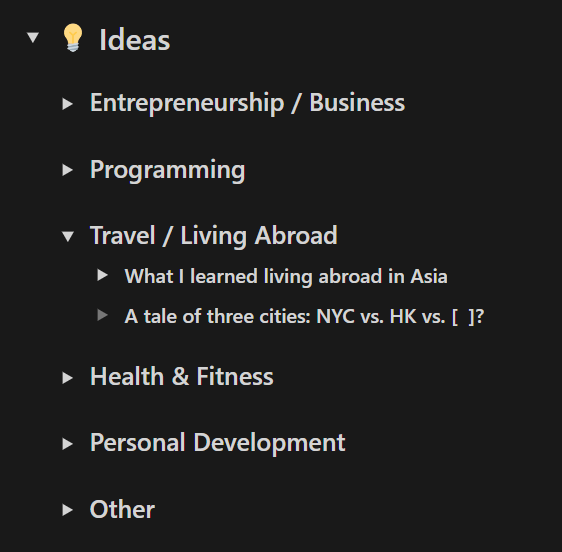 Ideas
Entrepreneurship / Business
Programming
Travel / Living Abroad
What I learned living abroad in Asia
A tale of three cities: NYC vs. HK vs. [  ]?
Health & Fitness
Personal Development
Other